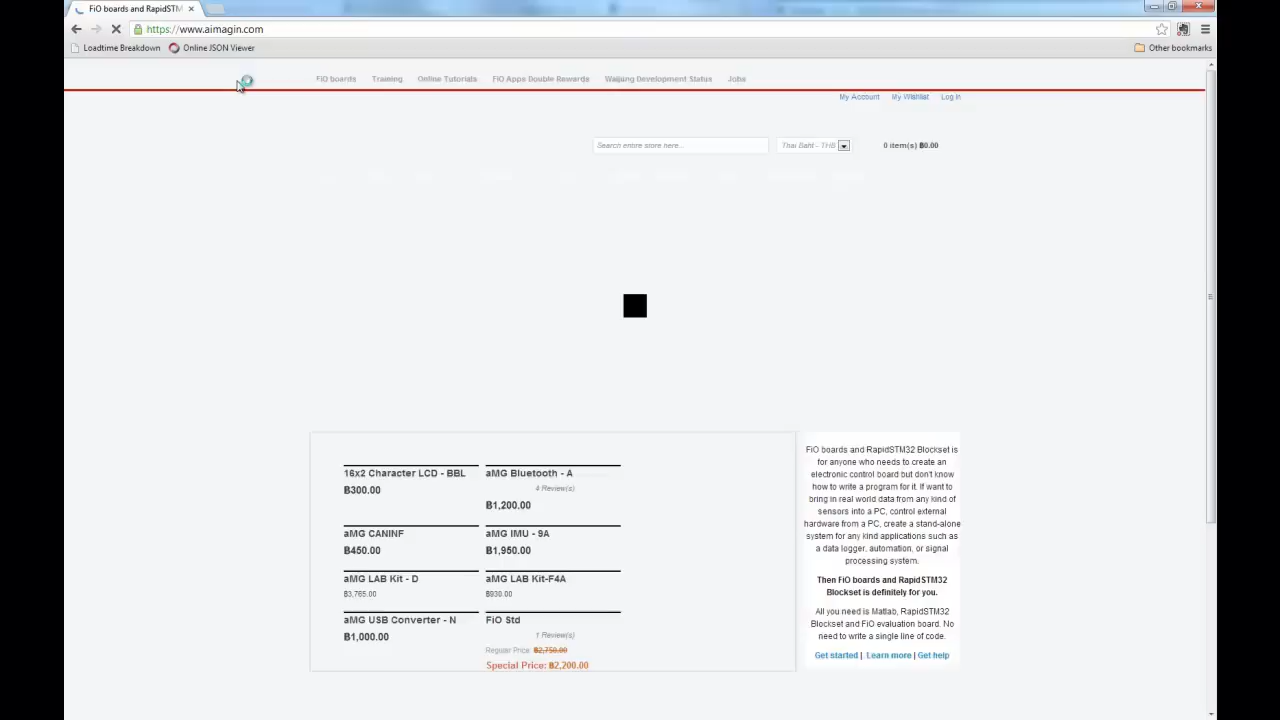 FiO boards and RapidSTM
https://www.aimagin.com
Loadtime Breakdown Online JSON Viewer Other bookmarks
FiO boards Training Online Tutorials FiO Apps Double Rewards Waijung Development Status Jobs
My Account My Wishlist Log In
Search entire store here... Thai Baht - THB 0 item(s) ฿0.00
16x2 Character LCD - BBL
฿300.00
aMG Bluetooth - A
4 Review(s)
฿1,200.00
aMG CANINF
฿450.00
aMG IMU - 9A
฿1,950.00
aMG LAB Kit - D
฿3,765.00
aMG LAB Kit-F4A
฿930.00
aMG USB Converter - N
฿1,000.00
FiO Std
1 Review(s)
Regular Price: ฿2,750.00
Special Price: ฿2,200.00
FiO boards and RapidSTM32 Blockset is
for anyone who needs to create an
electronic control board but don't know
how to write a program for it. If want to
bring in real world data from any kind of
sensors into a PC, control external
hardware from a PC, create a stand-alone
system for any kind applications such as
a data logger, automation, or signal
processing system.
Then FiO boards and RapidSTM32
Blockset is definitely for you.
All you need is Matlab, RapidSTM32
Blockset and FiO evaluation board. No
need to write a single line of code.
Get started | Learn more | Get help